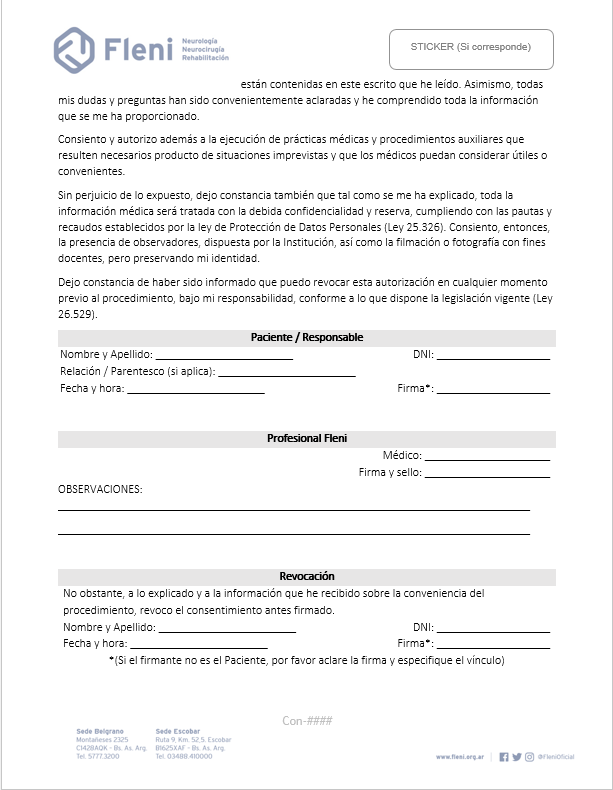 Fleni
Neurología
Neurocirugía
Rehabilitación
STICKER (Si corresponde)
están contenidas en este escrito que he leído. Asimismo, todas
mis dudas y preguntas han sido convenientemente aclaradas y he comprendido toda la información
que se me ha proporcionado.
Consiento y autorizo además a la ejecución de prácticas médicas y procedimientos auxiliares que
resulten necesarios producto de situaciones imprevistas y que los médicos puedan considerar útiles o
convenientes.
Sin perjuicio de lo expuesto, dejo constancia también que tal como se me ha explicado, toda la
información médica será tratada con la debida confidencialidad y reserva, cumpliendo con las pautas y
recaudos establecidos por la ley de Protección de Datos Personales (Ley 25.326). Consiento, entonces,
la presencia de observadores, dispuesta por la Institución, así como la filmación o fotografía con fines
docentes, pero preservando mi identidad.
Dejo constancia de haber sido informado que puedo revocar esta autorización en cualquier momento
previo al procedimiento, bajo mi responsabilidad, conforme a lo que dispone la legislación vigente (Ley
26.529).
Paciente / Responsable
Nombre y Apellido: ____ DNI: ____
Relación / Parentesco (si aplica): ____
Fecha y hora: ____ Firma*: ____
Profesional Fleni
Médico: ____
Firma y sello: ____
OBSERVACIONES:
Revocación
No obstante, a lo explicado y a la información que he recibido sobre la conveniencia del
procedimiento, revoco el consentimiento antes firmado.
Nombre y Apellido: ____ DNI: ____
Fecha y hora: ____ Firma*: ____
*(Si el firmante no es el Paciente, por favor aclare la firma y especifique el vínculo)
Con-####
Sede Belgrano
Montañeses 2325
C1428AQK - Bs. As. Arg.
Tel. 5777.3200
Sede Escobar
Ruta 9, Km. 52,5, Escobar
B1625XAF - Bs. As. Arg.
Tel. 03488.410000
www.fleni.org.ar
@FleniOficial